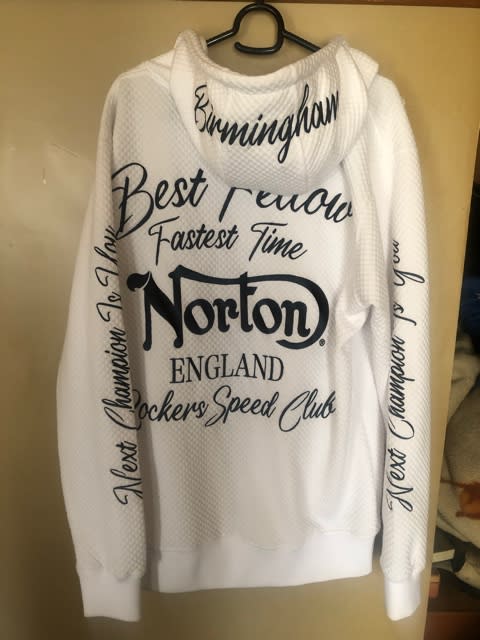 Birmingham
Best Fellow
Fastest Time
Norton®
ENGLAND
Rockers Speed Club
Next Champion Is You
Next Champion Is You